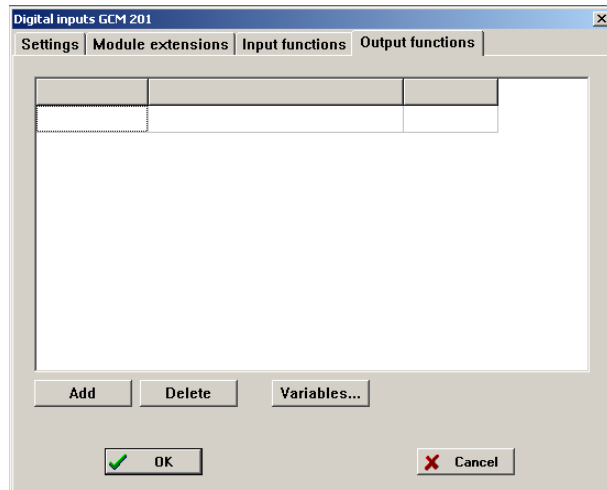 Digital inputs GCM 201
Settings Module extensions Input functions Output functions
Add Delete Variables...
OK Cancel